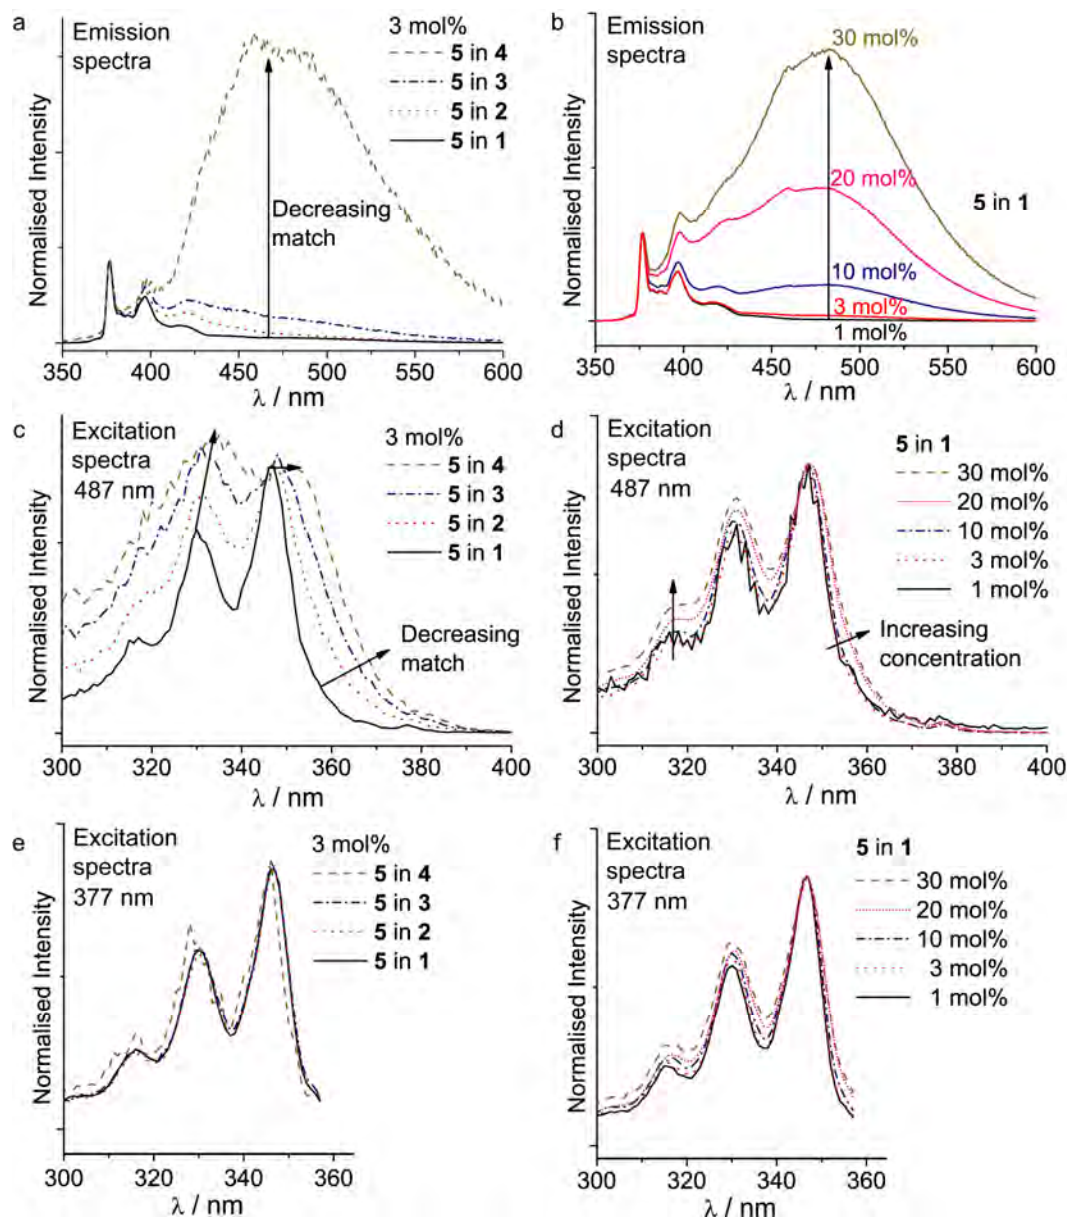 a
Emission
spectra
3 mol%
5 in 4
5 in 3
5 in 2
5 in 1
Decreasing
match
Normalised Intensity
350 400 450 500 550 600
λ / nm
b
Emission
spectra
30 mol%
20 mol%
5 in 1
10 mol%
3 mol%
1 mol%
Normalised Intensity
350 400 450 500 550 600
λ / nm
c
Excitation
spectra
487 nm
3 mol%
5 in 4
5 in 3
5 in 2
5 in 1
Decreasing
match
Normalised Intensity
300 320 340 360 380 400
λ / nm
d
Excitation
spectra
487 nm
5 in 1
30 mol%
20 mol%
10 mol%
3 mol%
1 mol%
Increasing
concentration
Normalised Intensity
300 320 340 360 380 400
λ / nm
e
Excitation
spectra
377 nm
3 mol%
5 in 4
5 in 3
5 in 2
5 in 1
Normalised Intensity
300 320 340 360
λ / nm
f
Excitation
spectra
377 nm
5 in 1
30 mol%
20 mol%
10 mol%
3 mol%
1 mol%
Normalised Intensity
300 320 340 360
λ / nm